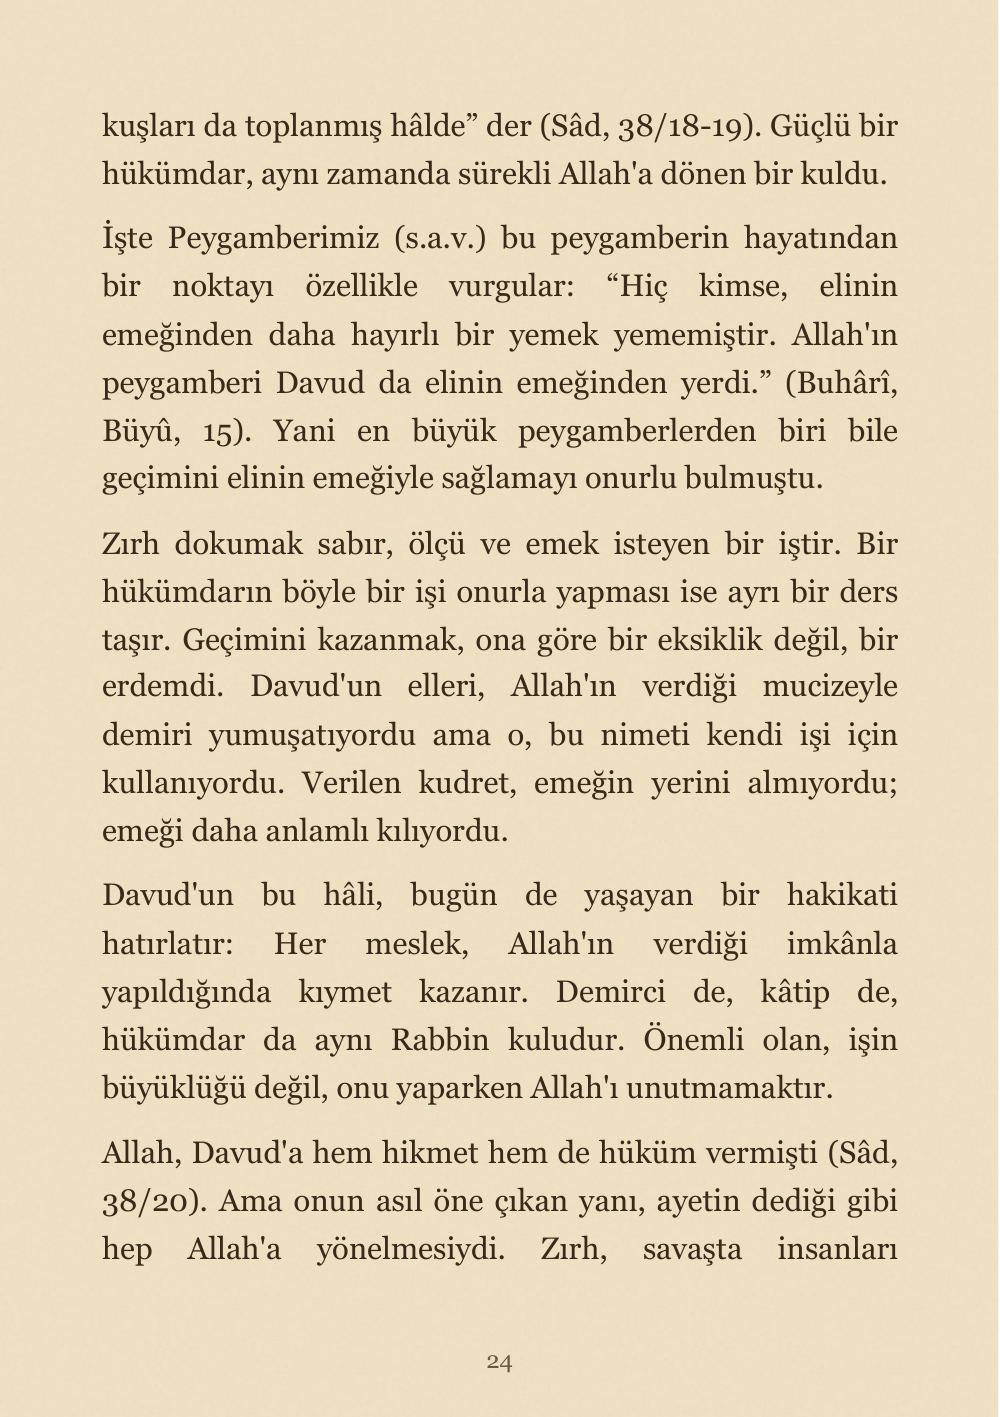 kuşları da toplanmış hâlde” der (Sâd, 38/18-19). Güçlü bir
hükümdar, aynı zamanda sürekli Allah'a dönen bir kuldu.
İşte Peygamberimiz (s.a.v.) bu peygamberin hayatından
bir noktayı özellikle vurgular: “Hiç kimse, elinin
emeğinden daha hayırlı bir yemek yememiştir. Allah'ın
peygamberi Davud da elinin emeğinden yerdi.” (Buhârî,
Büyû, 15). Yani en büyük peygamberlerden biri bile
geçimini elinin emeğiyle sağlamayı onurlu bulmuştu.
Zırh dokumak sabır, ölçü ve emek isteyen bir iştir. Bir
hükümdarın böyle bir işi onurla yapması ise ayrı bir ders
taşır. Geçimini kazanmak, ona göre bir eksiklik değil, bir
erdemdi. Davud'un elleri, Allah'ın verdiği mucizeyle
demiri yumuşatıyordu ama o, bu nimeti kendi işi için
kullanıyordu. Verilen kudret, emeğin yerini almıyordu;
emeği daha anlamlı kılıyordu.
Davud'un bu hâli, bugün de yaşayan bir hakikati
hatırlatır: Her meslek, Allah'ın verdiği imkânla
yapıldığında kıymet kazanır. Demirci de, kâtip de,
hükümdar da aynı Rabbin kuludur. Önemli olan, işin
büyüklüğü değil, onu yaparken Allah'ı unutmamaktır.
Allah, Davud'a hem hikmet hem de hüküm vermişti (Sâd,
38/20). Ama onun asıl öne çıkan yanı, ayetin dediği gibi
hep Allah'a yönelmesiydi. Zırh, savaşta insanları
24